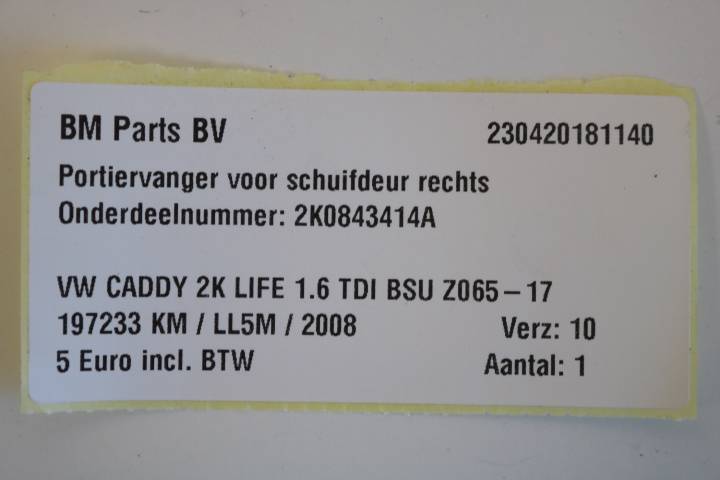 BM Parts BV 230420181140
Portiervanger voor schuifdeur rechts
Onderdeelnummer: 2K0843414A
VW CADDY 2K LIFE 1.6 TDI BSU Z065-17
197233 KM / LL5M / 2008 Verz: 10
5 Euro incl. BTW Aantal: 1